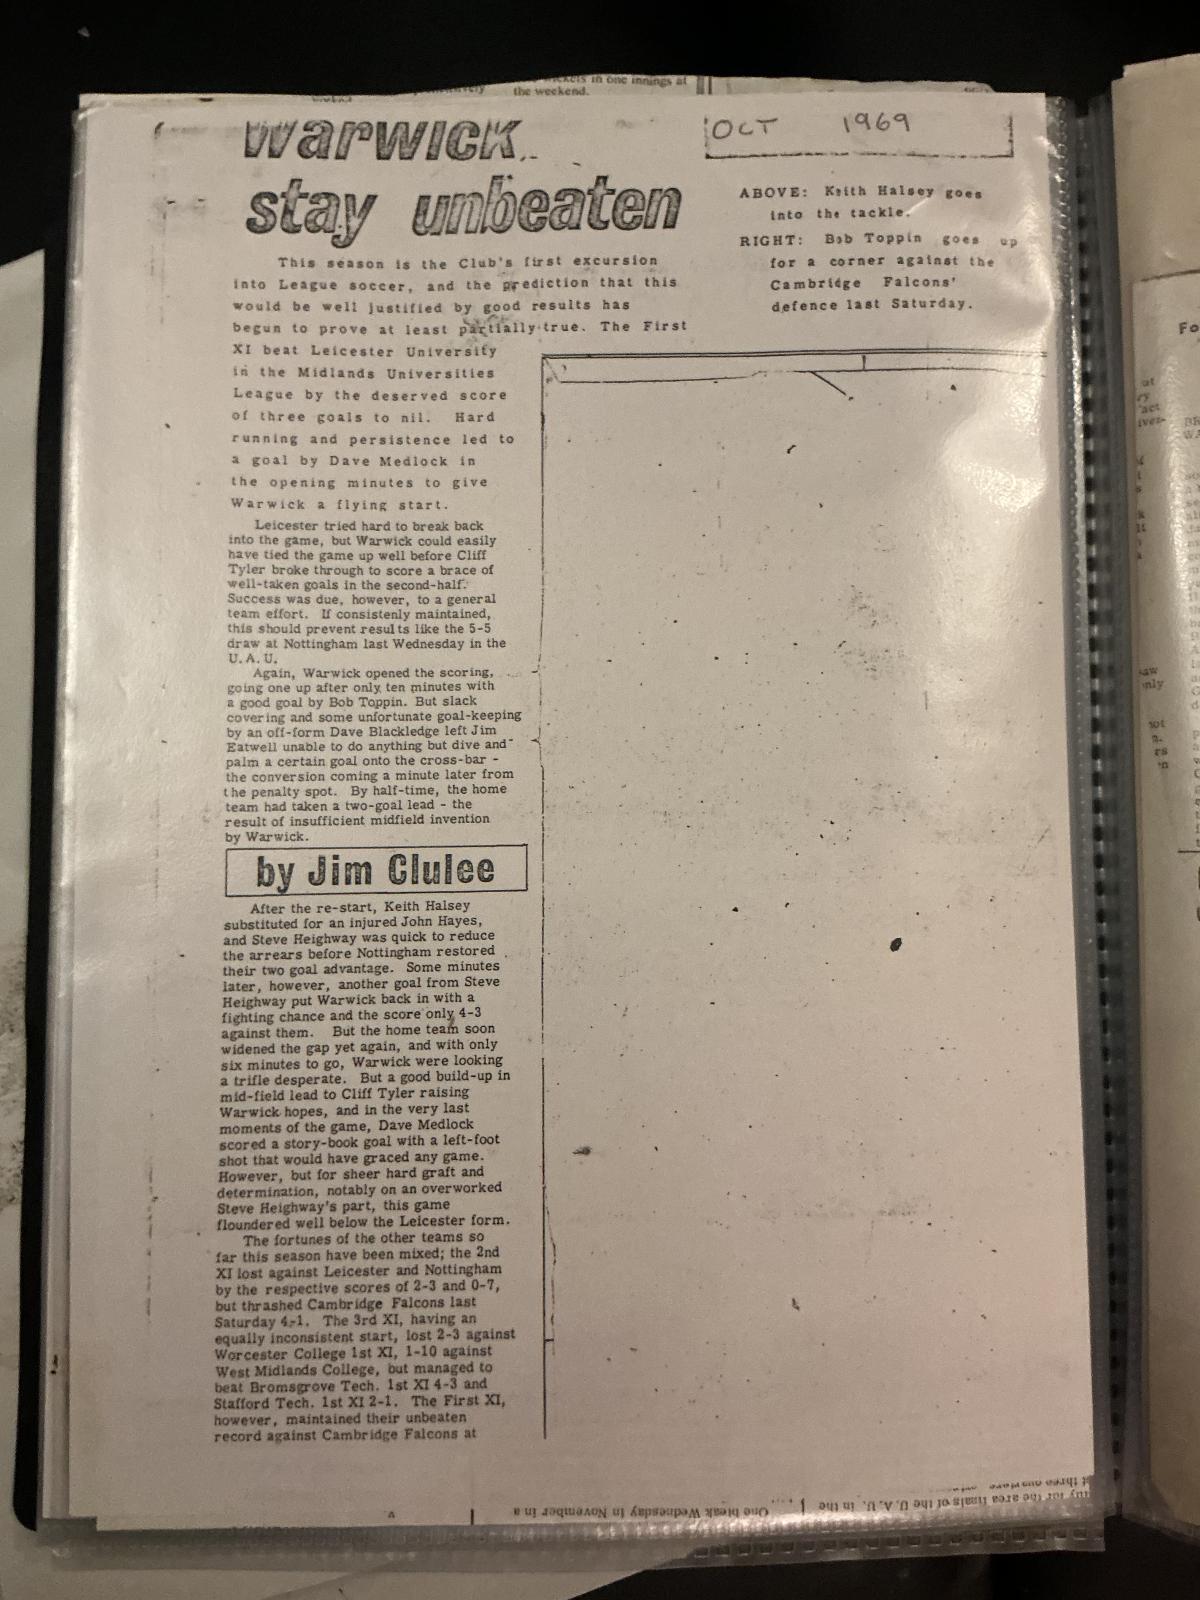 wickets in one innings at
the weekend.
Warwick
stay unbeaten
OCT 1969
ABOVE: Keith Halsey goes
into the tackle.
RIGHT: Bob Toppin goes up
for a corner against the
Cambridge Falcons'
defence last Saturday.
This season is the Club's first excursion
into League soccer, and the prediction that this
would be well justified by good results has
begun to prove at least partially true. The First
XI beat Leicester University
in the Midlands Universities
League by the deserved score
of three goals to nil. Hard
running and persistence led to
a goal by Dave Medlock in
the opening minutes to give
Warwick a flying start.
Leicester tried hard to break back
into the game, but Warwick could easily
have tied the game up well before Cliff
Tyler broke through to score a brace of
well-taken goals in the second-half.
Success was due, however, to a general
team effort. If consistenly maintained,
this should prevent results like the 5-5
draw at Nottingham last Wednesday in the
U.A.U.
Again, Warwick opened the scoring,
going one up after only ten minutes with
a good goal by Bob Toppin. But slack
covering and some unfortunate goal-keeping
by an off-form Dave Blackledge left Jim
Eatwell unable to do anything but dive and
palm a certain goal onto the cross-bar -
the conversion coming a minute later from
the penalty spot. By half-time, the home
team had taken a two-goal lead - the
result of insufficient midfield invention
by Warwick.
by Jim Clulee
After the re-start, Keith Halsey
substituted for an injured John Hayes,
and Steve Heighway was quick to reduce
the arrears before Nottingham restored
their two goal advantage. Some minutes
later, however, another goal from Steve
Heighway put Warwick back in with a
fighting chance and the score only 4-3
against them. But the home team soon
widened the gap yet again, and with only
six minutes to go, Warwick were looking
a trifle desperate. But a good build-up in
mid-field lead to Cliff Tyler raising
Warwick hopes, and in the very last
moments of the game, Dave Medlock
scored a story-book goal with a left-foot
shot that would have graced any game.
However, but for sheer hard graft and
determination, notably on an overworked
Steve Heighway's part, this game
floundered well below the Leicester form.
The fortunes of the other teams so
far this season have been mixed; the 2nd
XI lost against Leicester and Nottingham
by the respective scores of 2-3 and 0-7,
but thrashed Cambridge Falcons last
Saturday 4-1. The 3rd XI, having an
equally inconsistent start, lost 2-3 against
Worcester College 1st XI, 1-10 against
West Midlands College, but managed to
beat Bromsgrove Tech. 1st XI 4-3 and
Stafford Tech. 1st XI 2-1. The First XI,
however, maintained their unbeaten
record against Cambridge Falcons at
One bleak Wednesday in November in a
the area finals of the U.A.U. in the